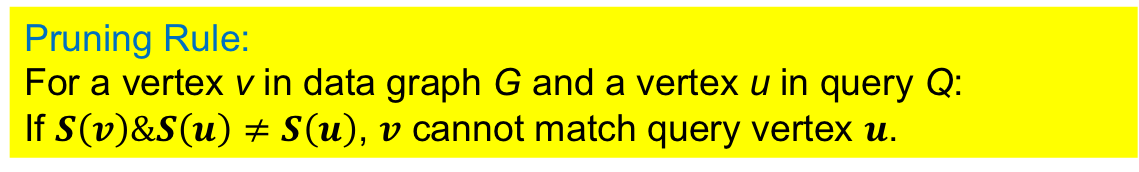 Pruning Rule:
For a vertex v in data graph G and a vertex u in query Q:
If S(v)&S(u) ≠ S(u), v cannot match query vertex u.